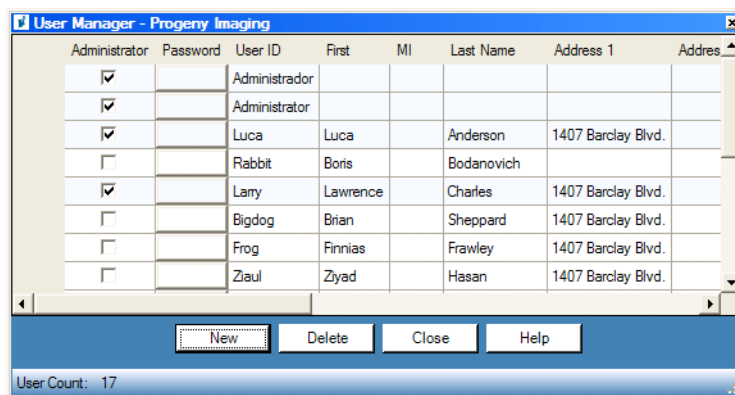 User Manager - Progeny Imaging
Administrator Password User ID First MI Last Name Address 1 Addres
Administrador
Administrator
Luca Luca Anderson 1407 Barclay Blvd.
Rabbit Boris Bodanovich
Larry Lawrence Charles 1407 Barclay Blvd.
Bigdog Brian Sheppard 1407 Barclay Blvd.
Frog Finnias Frawley 1407 Barclay Blvd.
Ziaul Ziyad Hasan 1407 Barclay Blvd.
New Delete Close Help
User Count: 17